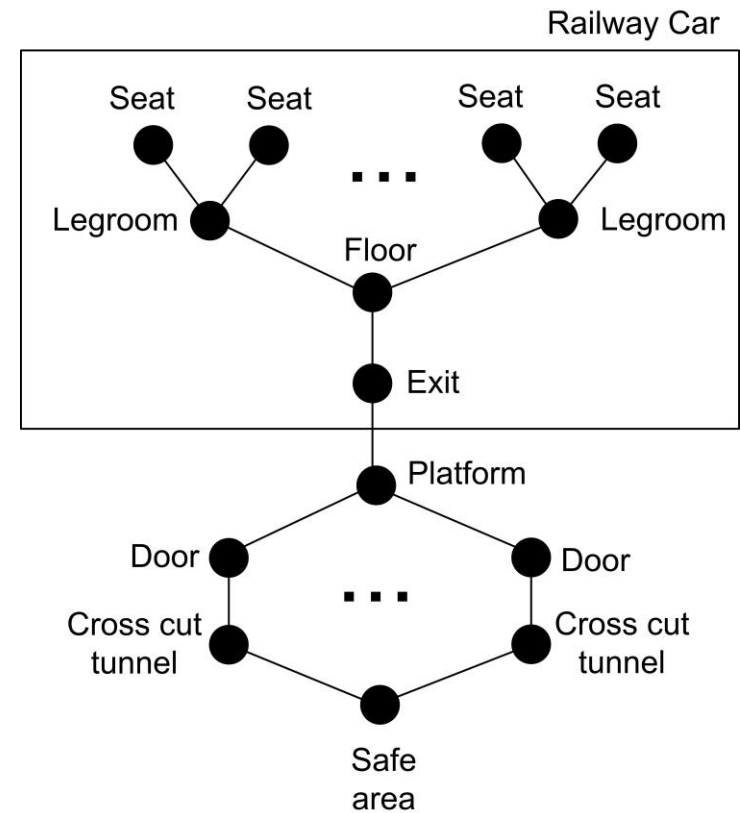 Railway Car
Seat Seat Seat Seat
...
Legroom Legroom
Floor
Exit
Platform
Door Door
...
Cross cut
tunnel
Cross cut
tunnel
Safe
area